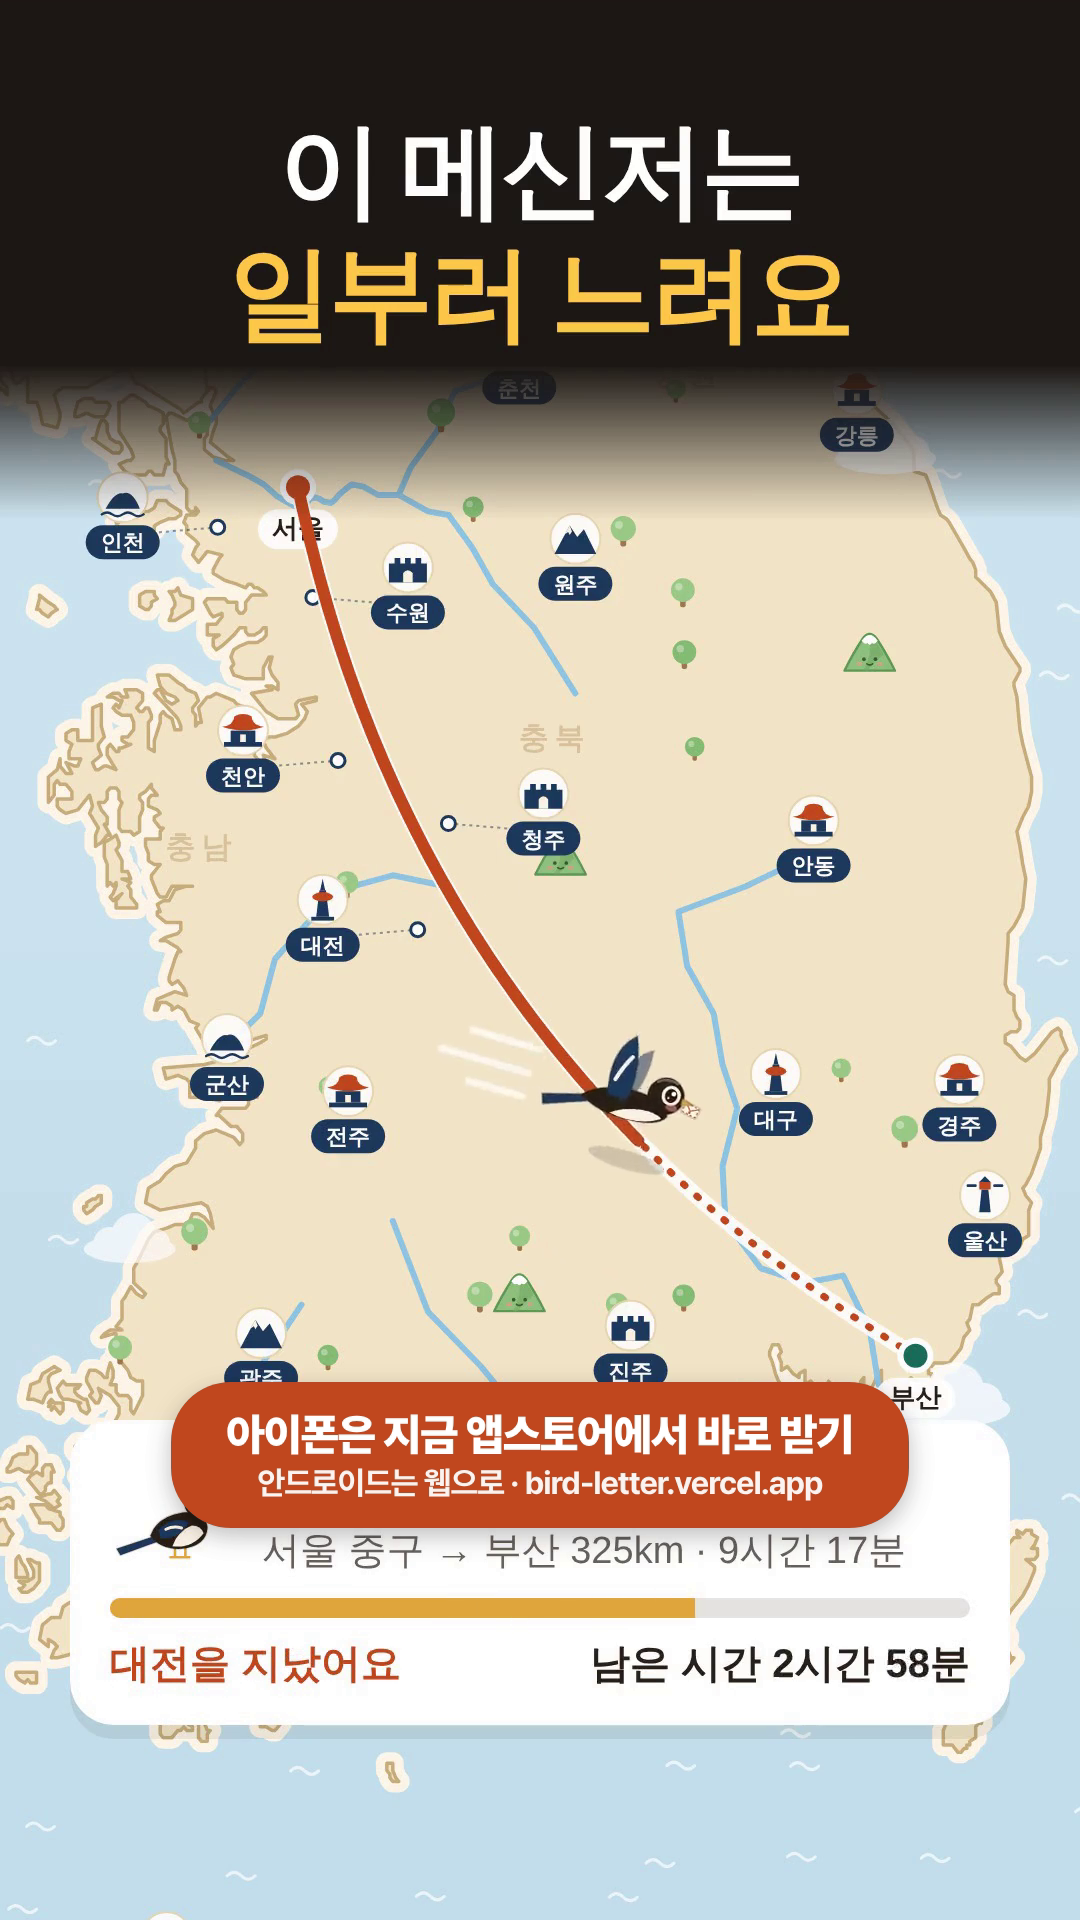 이 메신저는
일부러 느려요
춘천
강릉
인천
서울
원주
수원
충북
천안
청주
충남
안동
대전
군산
전주
대구
경주
울산
광주
진주
부산
아이폰은 지금 앱스토어에서 바로 받기
안드로이드는 웹으로 · bird-letter.vercel.app
서울 중구 → 부산 325km · 9시간 17분
대전을 지났어요
남은 시간 2시간 58분